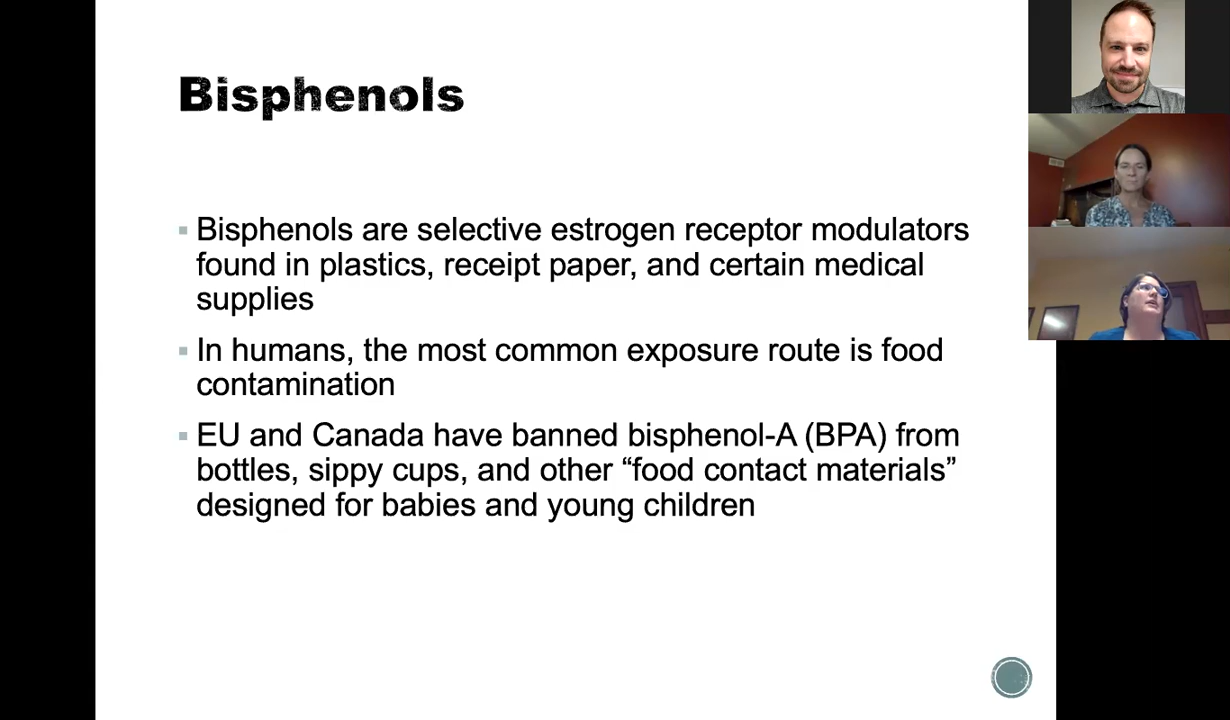 Bisphenols
Bisphenols are selective estrogen receptor modulators
found in plastics, receipt paper, and certain medical
supplies
In humans, the most common exposure route is food
contamination
EU and Canada have banned bisphenol-A (BPA) from
bottles, sippy cups, and other “food contact materials”
designed for babies and young children